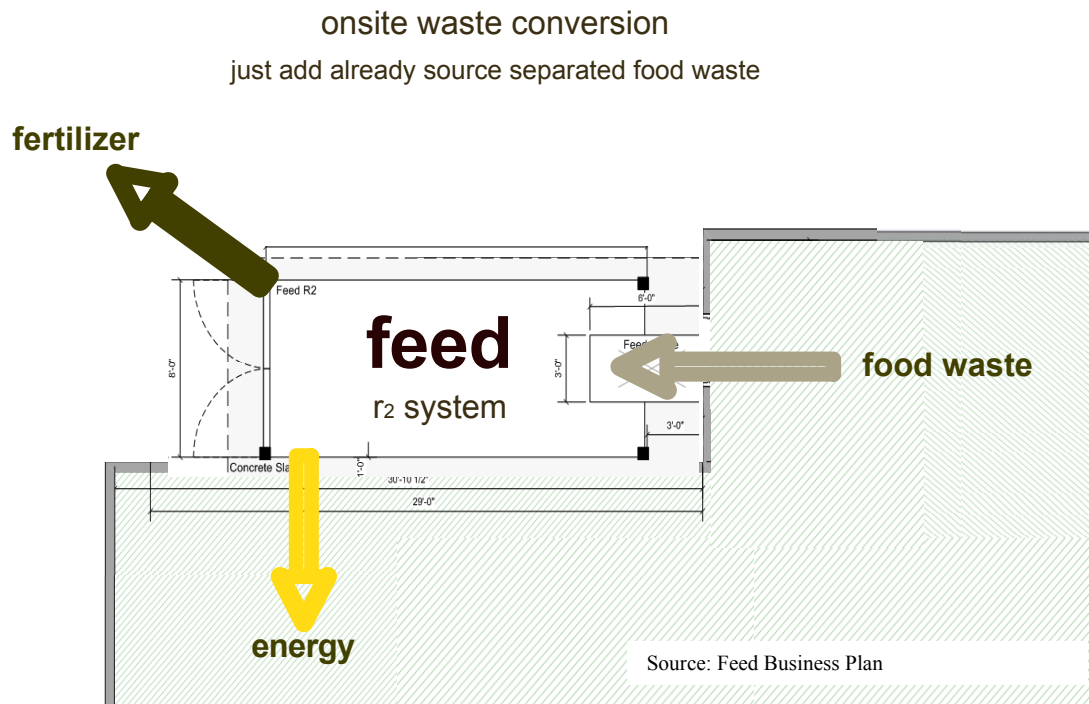 onsite waste conversion
just add already source separated food waste
fertilizer
Feed R2
6'-0"
feed
8'-0"
3'-0"
food waste
r2 system
3'-0"
Concrete
1'-0"
30'-10 1/2"
29'-0"
energy
Source: Feed Business Plan